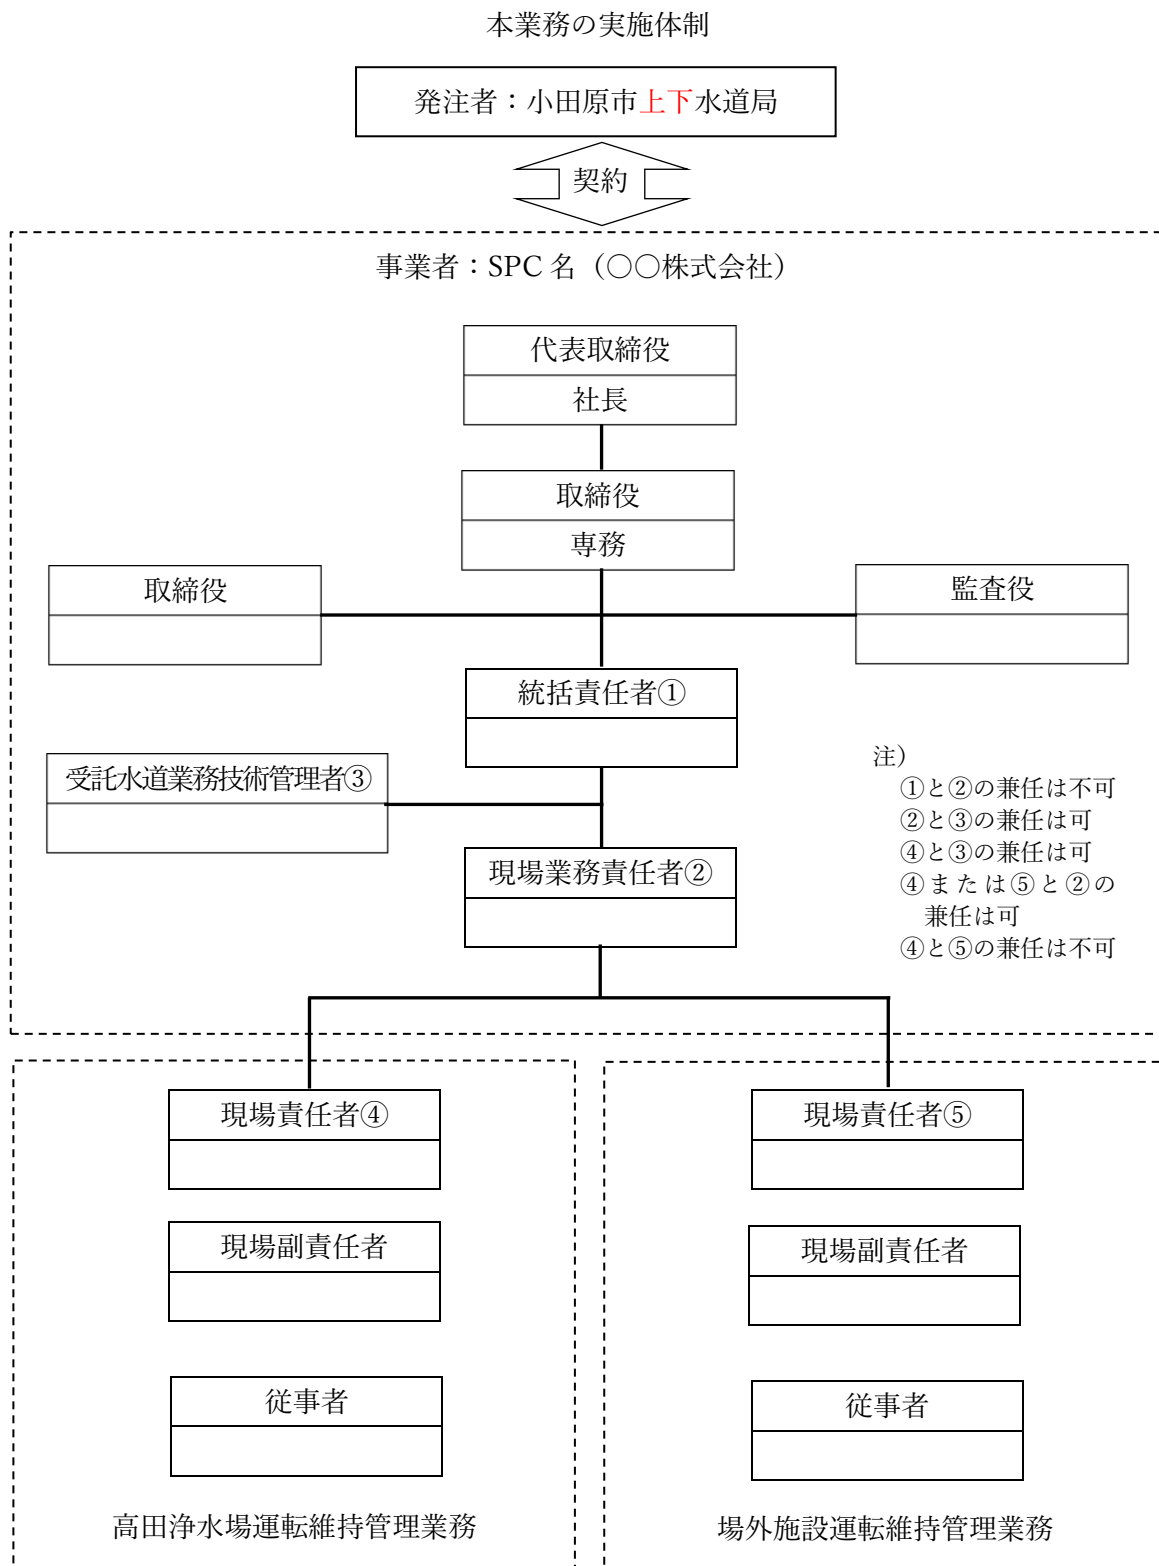 本業務の実施体制
発注者：小田原市上下水道局
契約
事業者：SPC 名（○○株式会社）
代表取締役
社長
取締役
専務
取締役
監査役
統括責任者①
受託水道業務技術管理者③
現場業務責任者②
注）
①と②の兼任は不可
②と③の兼任は可
④と③の兼任は可
④または⑤と②の
兼任は可
④と⑤の兼任は不可
現場責任者④
現場副責任者
従事者
高田浄水場運転維持管理業務
現場責任者⑤
現場副責任者
従事者
場外施設運転維持管理業務